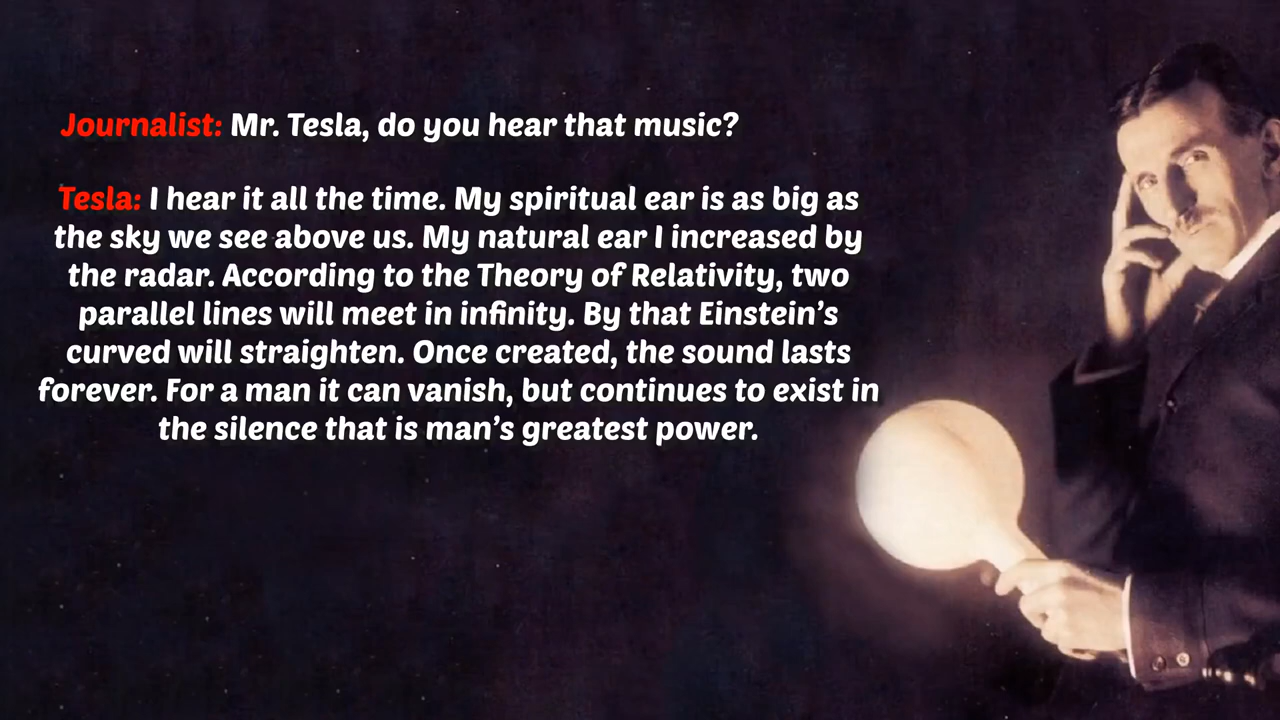 Journalist: Mr. Tesla, do you hear that music?
Tesla: I hear it all the time. My spiritual ear is as big as
the sky we see above us. My natural ear I increased by
the radar. According to the Theory of Relativity, two
parallel lines will meet in infinity. By that Einstein’s
curved will straighten. Once created, the sound lasts
forever. For a man it can vanish, but continues to exist in
the silence that is man’s greatest power.